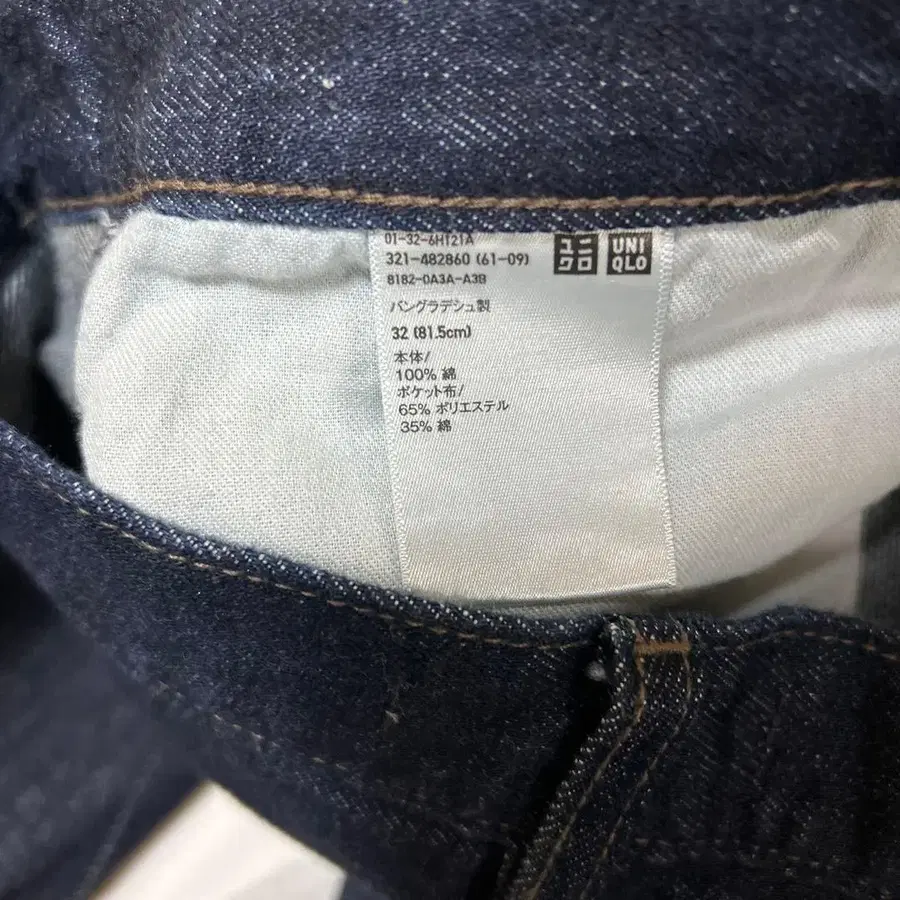 01-32-6H121A
321-482860 (61-09)
8182-0A3A-A3B
ユニクロ
UNIQLO
バングラデシュ製
32 (81.5cm)
本体/
100% 綿
ポケット布/
65% ポリエステル
35% 綿